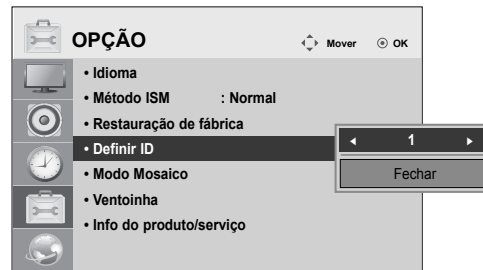 OPÇÃO Mover OK
• Idioma
• Método ISM : Normal
• Restauração de fábrica
• Definir ID
1
• Modo Mosaico
Fechar
• Ventoinha
• Info do produto/serviço